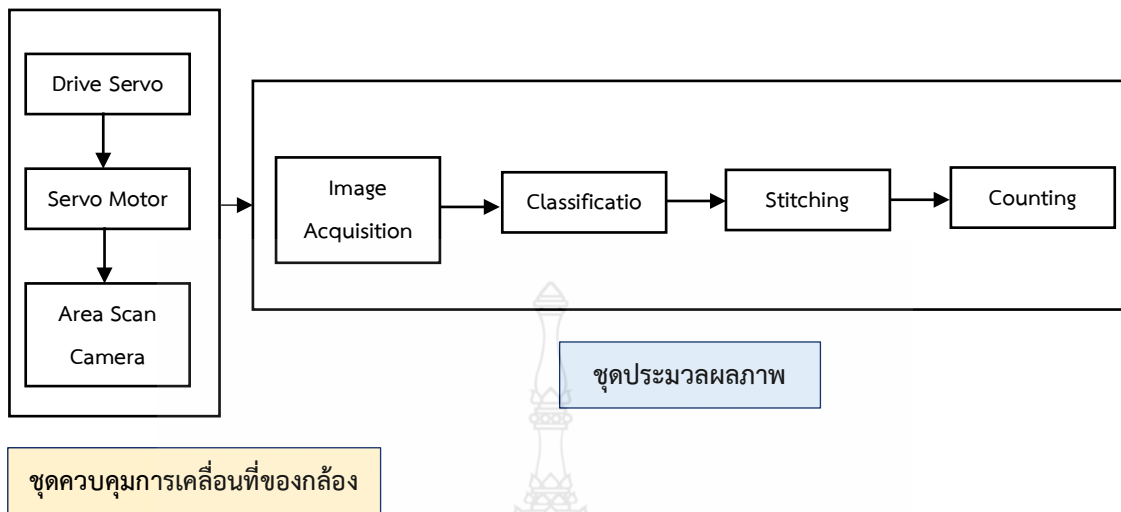 Drive Servo
Servo Motor
Area Scan
Camera
Image
Acquisition
Classificatio
Stitching
Counting
ชุดประมวลผลภาพ
ชุดควบคุมการเคลื่อนที่ของกล้อง